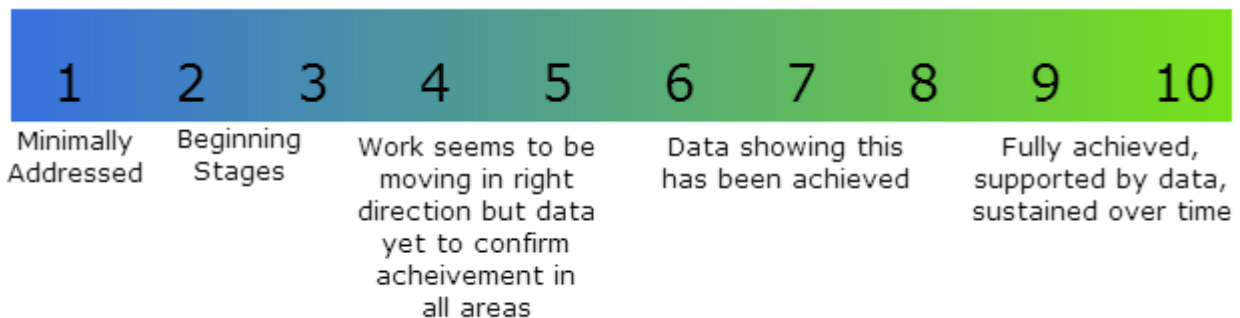 1 2 3 4 5 6 7 8 9 10
Minimally
Addressed
Beginning
Stages
Work seems to be
moving in right
direction but data
yet to confirm
acheivement in
all areas
Data showing this
has been achieved
Fully achieved,
supported by data,
sustained over time